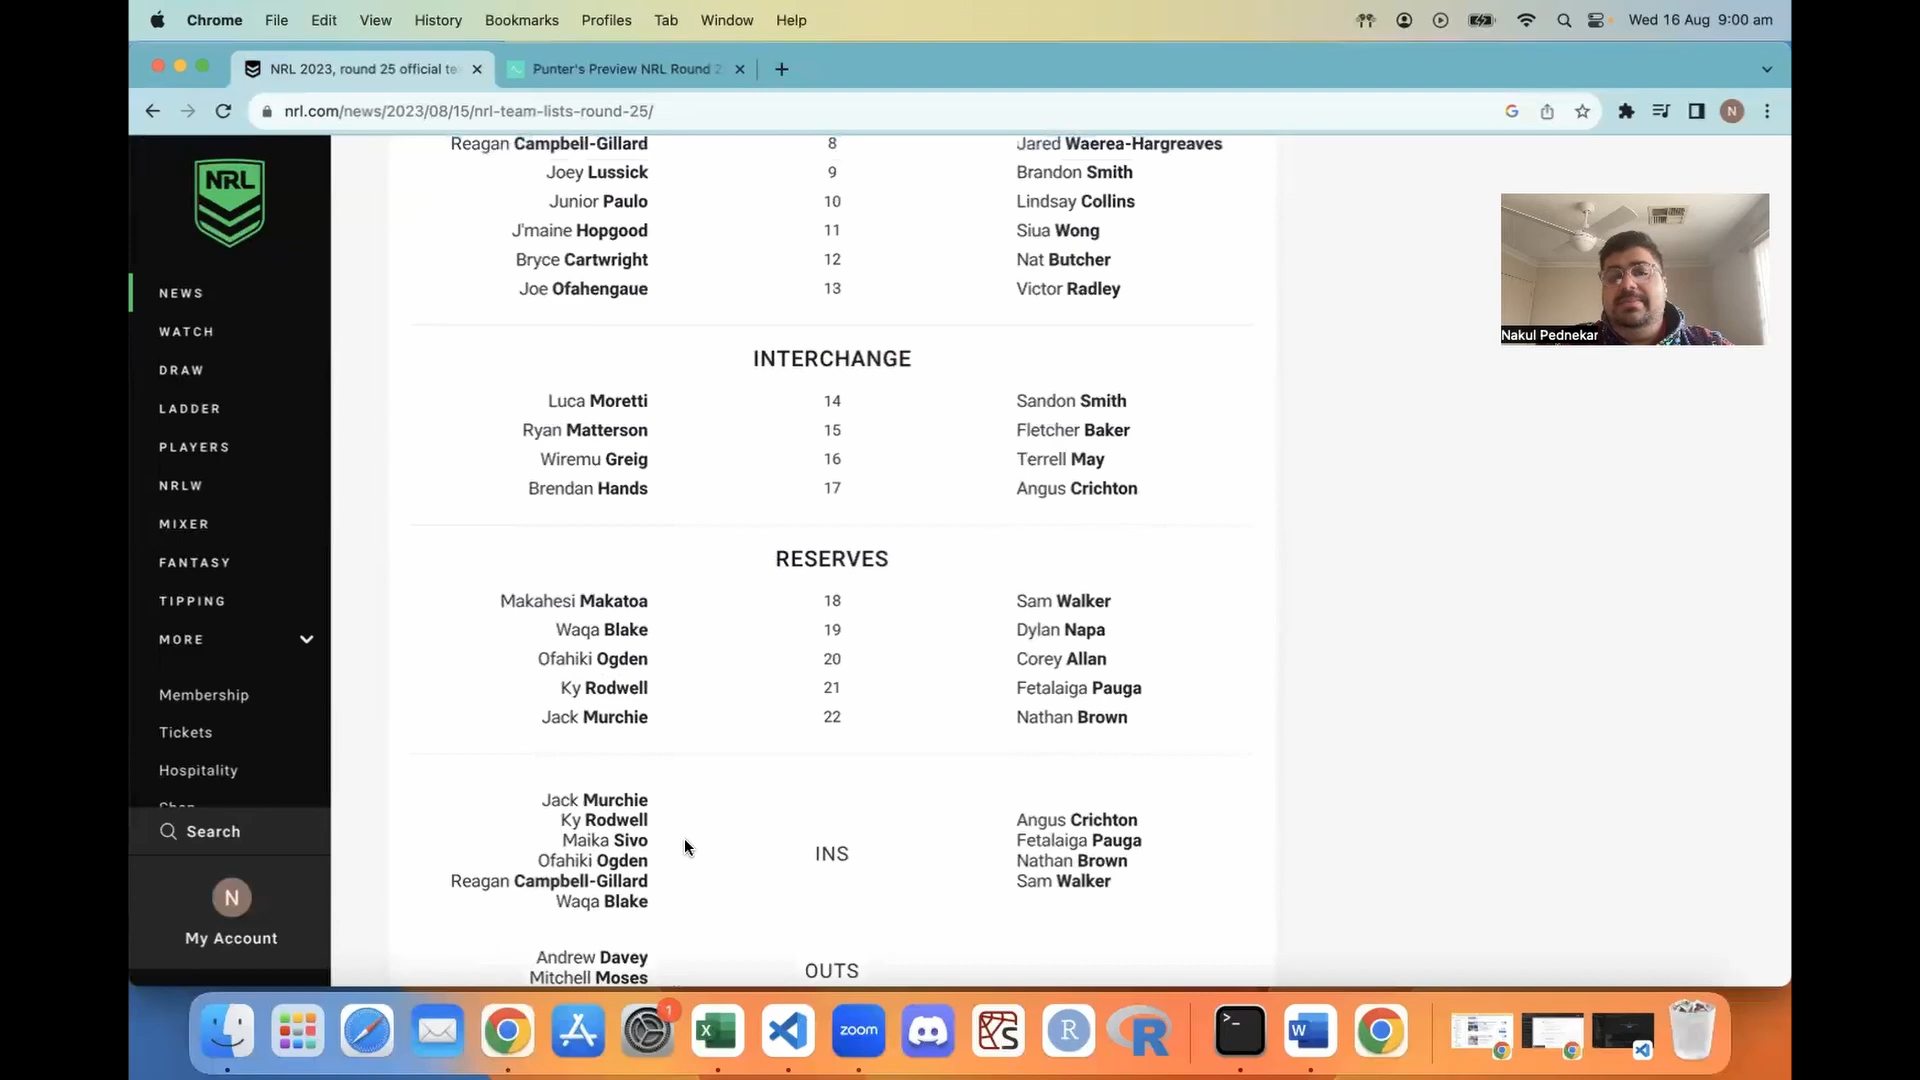 Chrome File Edit View History Bookmarks Profiles Tab Window Help Wed 16 Aug 9:00 am
NRL 2023, round 25 official te Punter's Preview NRL Round 2
nrl.com/news/2023/08/15/nrl-team-lists-round-25/ N
NRL
NEWS
WATCH
DRAW
LADDER
PLAYERS
NRLW
MIXER
FANTASY
TIPPING
MORE
Membership
Tickets
Hospitality
Shop
Search
N
My Account
Reagan Campbell-Gillard 8 Jared Waerea-Hargreaves
Joey Lussick 9 Brandon Smith
Junior Paulo 10 Lindsay Collins
J'maine Hopgood 11 Siua Wong
Bryce Cartwright 12 Nat Butcher
Joe Ofahengaue 13 Victor Radley
INTERCHANGE
Luca Moretti 14 Sandon Smith
Ryan Matterson 15 Fletcher Baker
Wiremu Greig 16 Terrell May
Brendan Hands 17 Angus Crichton
RESERVES
Makahesi Makatoa 18 Sam Walker
Waqa Blake 19 Dylan Napa
Ofahiki Ogden 20 Corey Allan
Ky Rodwell 21 Fetalaiga Pauga
Jack Murchie 22 Nathan Brown
Jack Murchie
Ky Rodwell
Maika Sivo
Ofahiki Ogden
Reagan Campbell-Gillard
Waqa Blake
INS
Angus Crichton
Fetalaiga Pauga
Nathan Brown
Sam Walker
Andrew Davey
Mitchell Moses
OUTS
Nakul Pednekar
1
X
zoom
R
R
>_
W